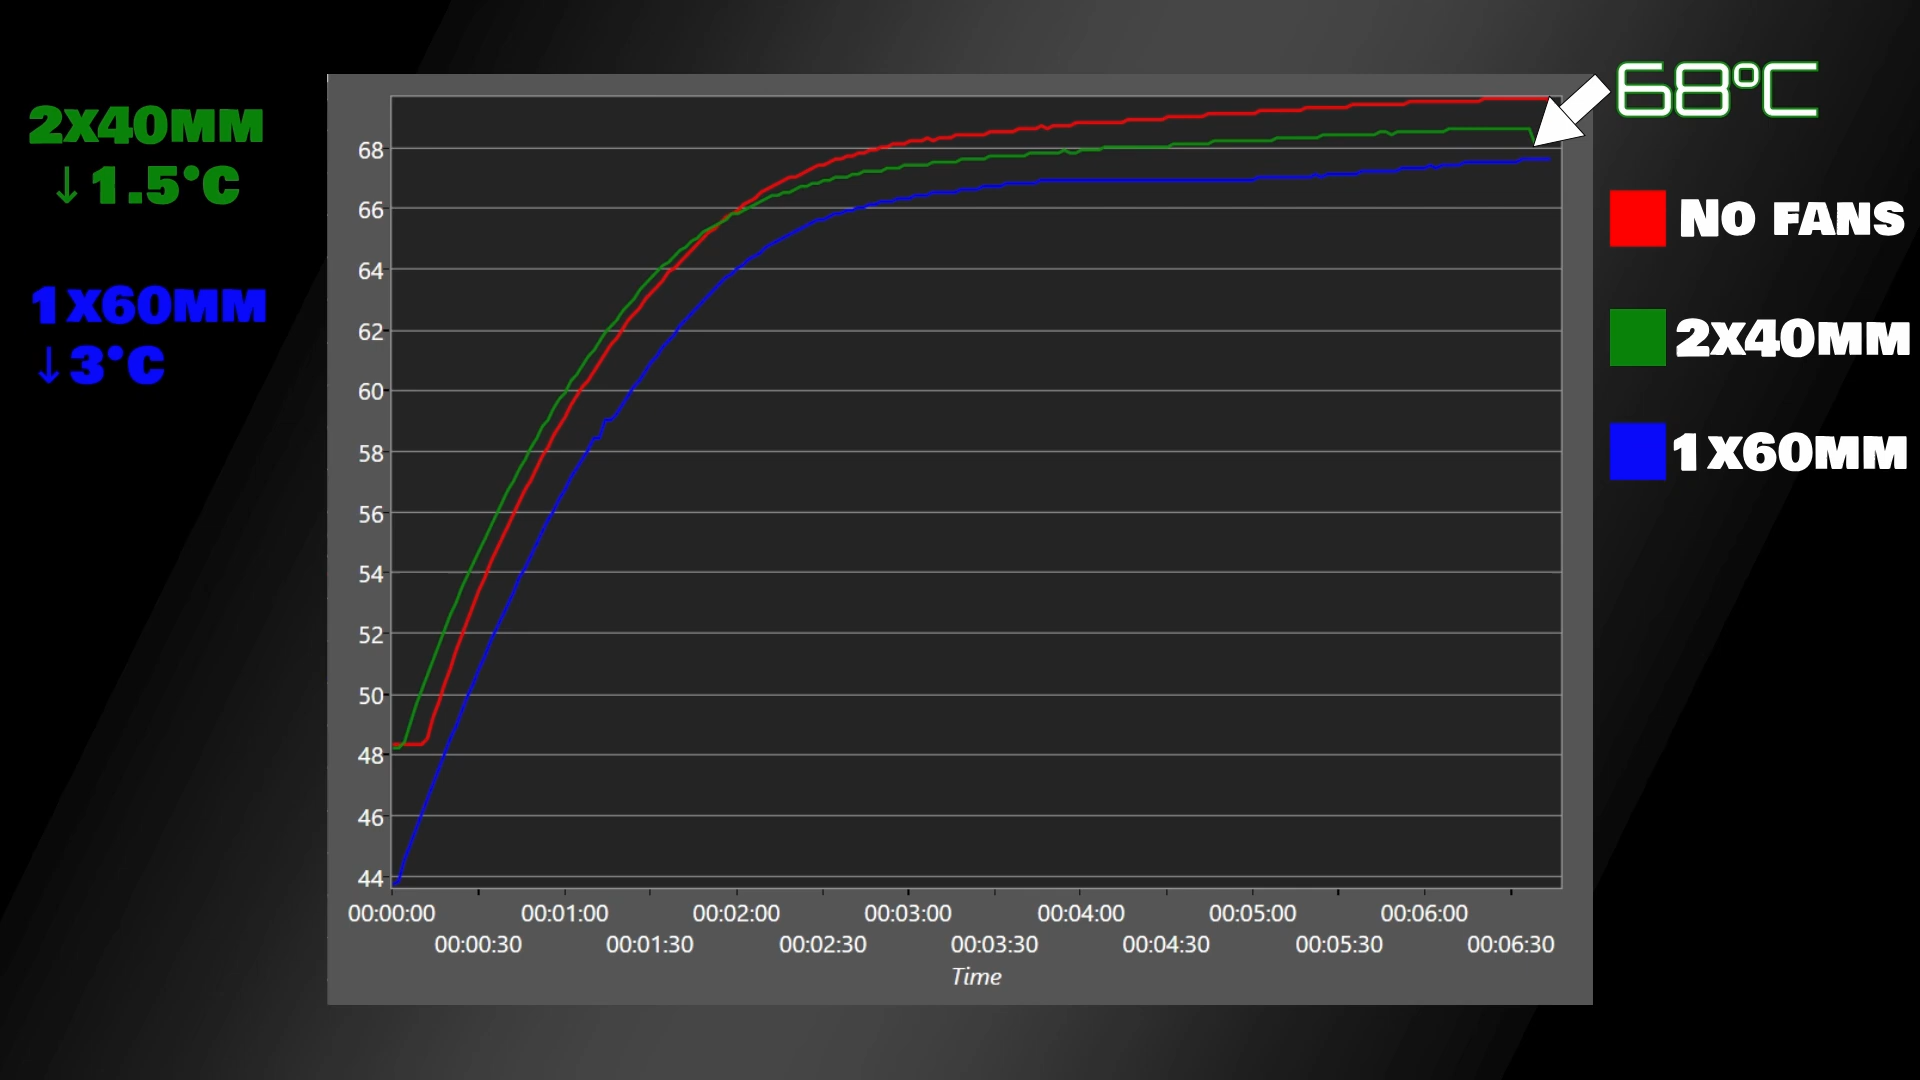 2X40MM
↓1.5°C
1X60MM
↓3°C
68°C
No fans
2X40MM
1X60MM
68
66
64
62
60
58
56
54
52
50
48
46
44
00:00:00 00:01:00 00:02:00 00:03:00 00:04:00 00:05:00 00:06:00
00:00:30 00:01:30 00:02:30 00:03:30 00:04:30 00:05:30 00:06:30
Time